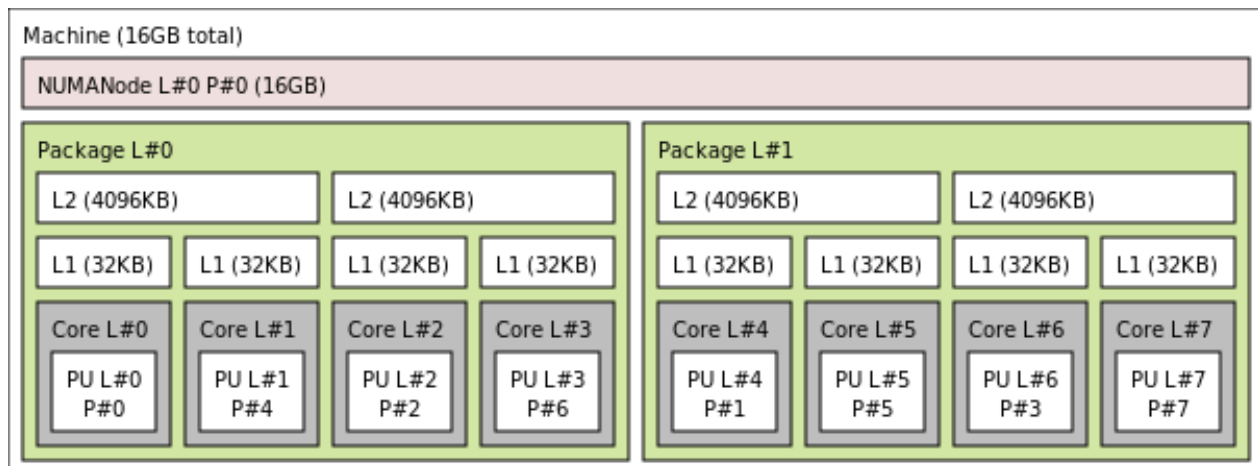 Machine (16GB total)
NUMANode L#0 P#0 (16GB)
Package L#0
L2 (4096KB)
L2 (4096KB)
L1 (32KB)
L1 (32KB)
L1 (32KB)
L1 (32KB)
Core L#0
PU L#0
P#0
Core L#1
PU L#1
P#4
Core L#2
PU L#2
P#2
Core L#3
PU L#3
P#6
Package L#1
L2 (4096KB)
L2 (4096KB)
L1 (32KB)
L1 (32KB)
L1 (32KB)
L1 (32KB)
Core L#4
PU L#4
P#1
Core L#5
PU L#5
P#5
Core L#6
PU L#6
P#3
Core L#7
PU L#7
P#7